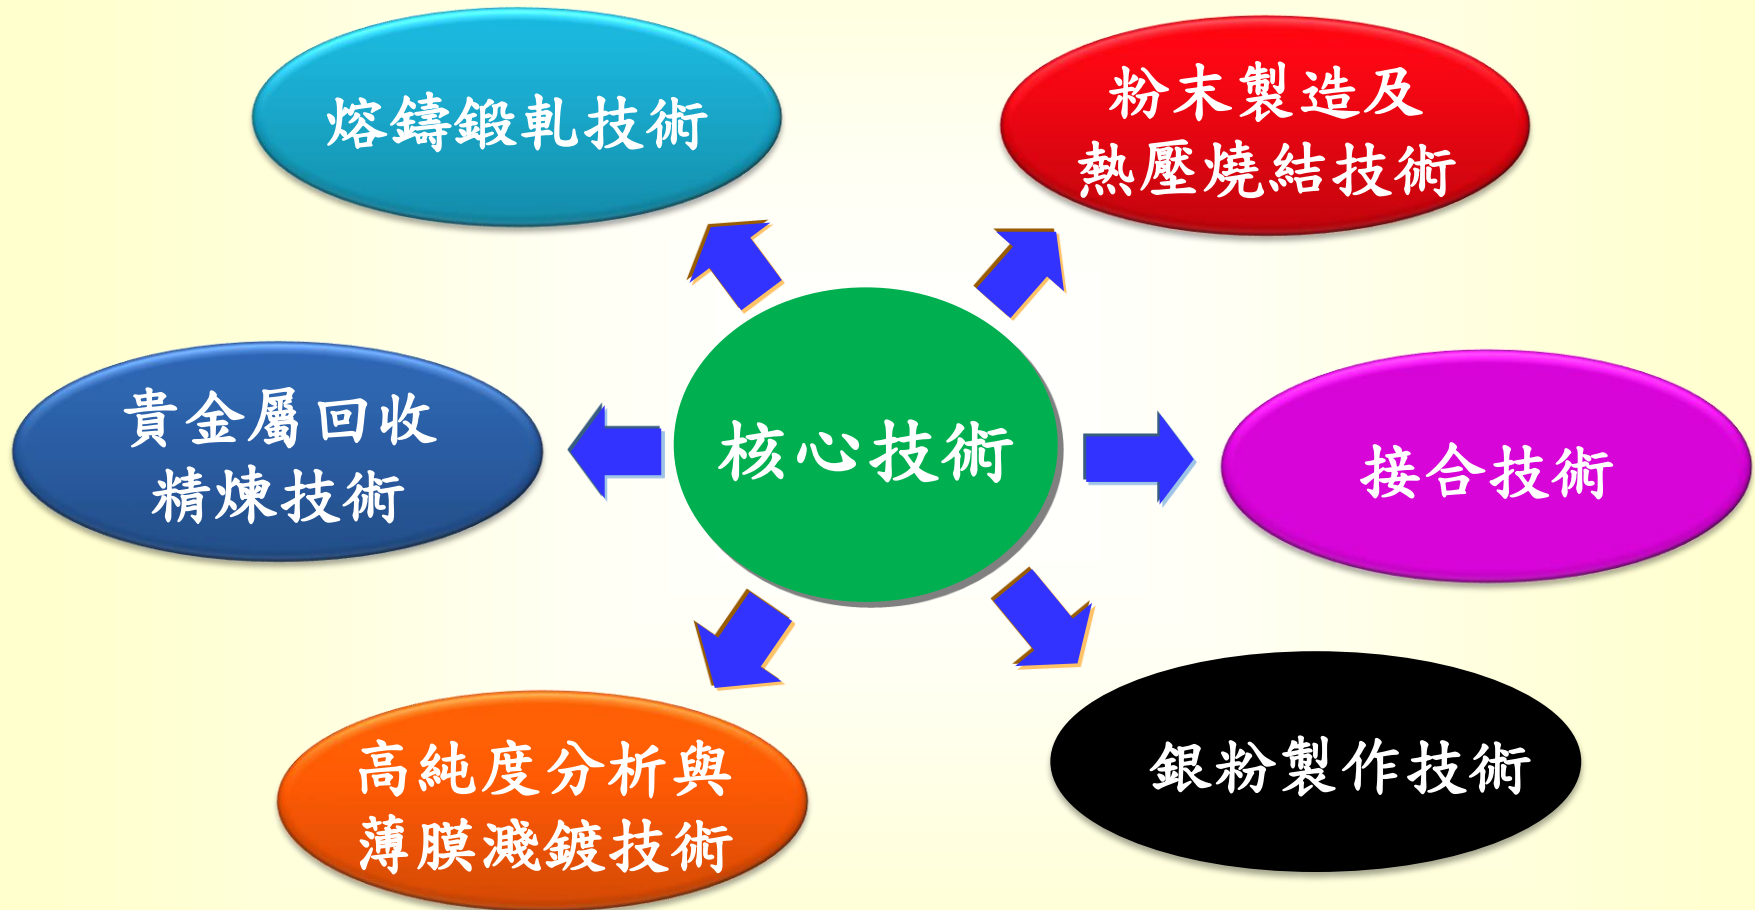 熔鑄鍛軋技術
粉末製造及
熱壓燒結技術
貴金屬回收
精煉技術
核心技術
接合技術
高純度分析與
薄膜濺鍍技術
銀粉製作技術